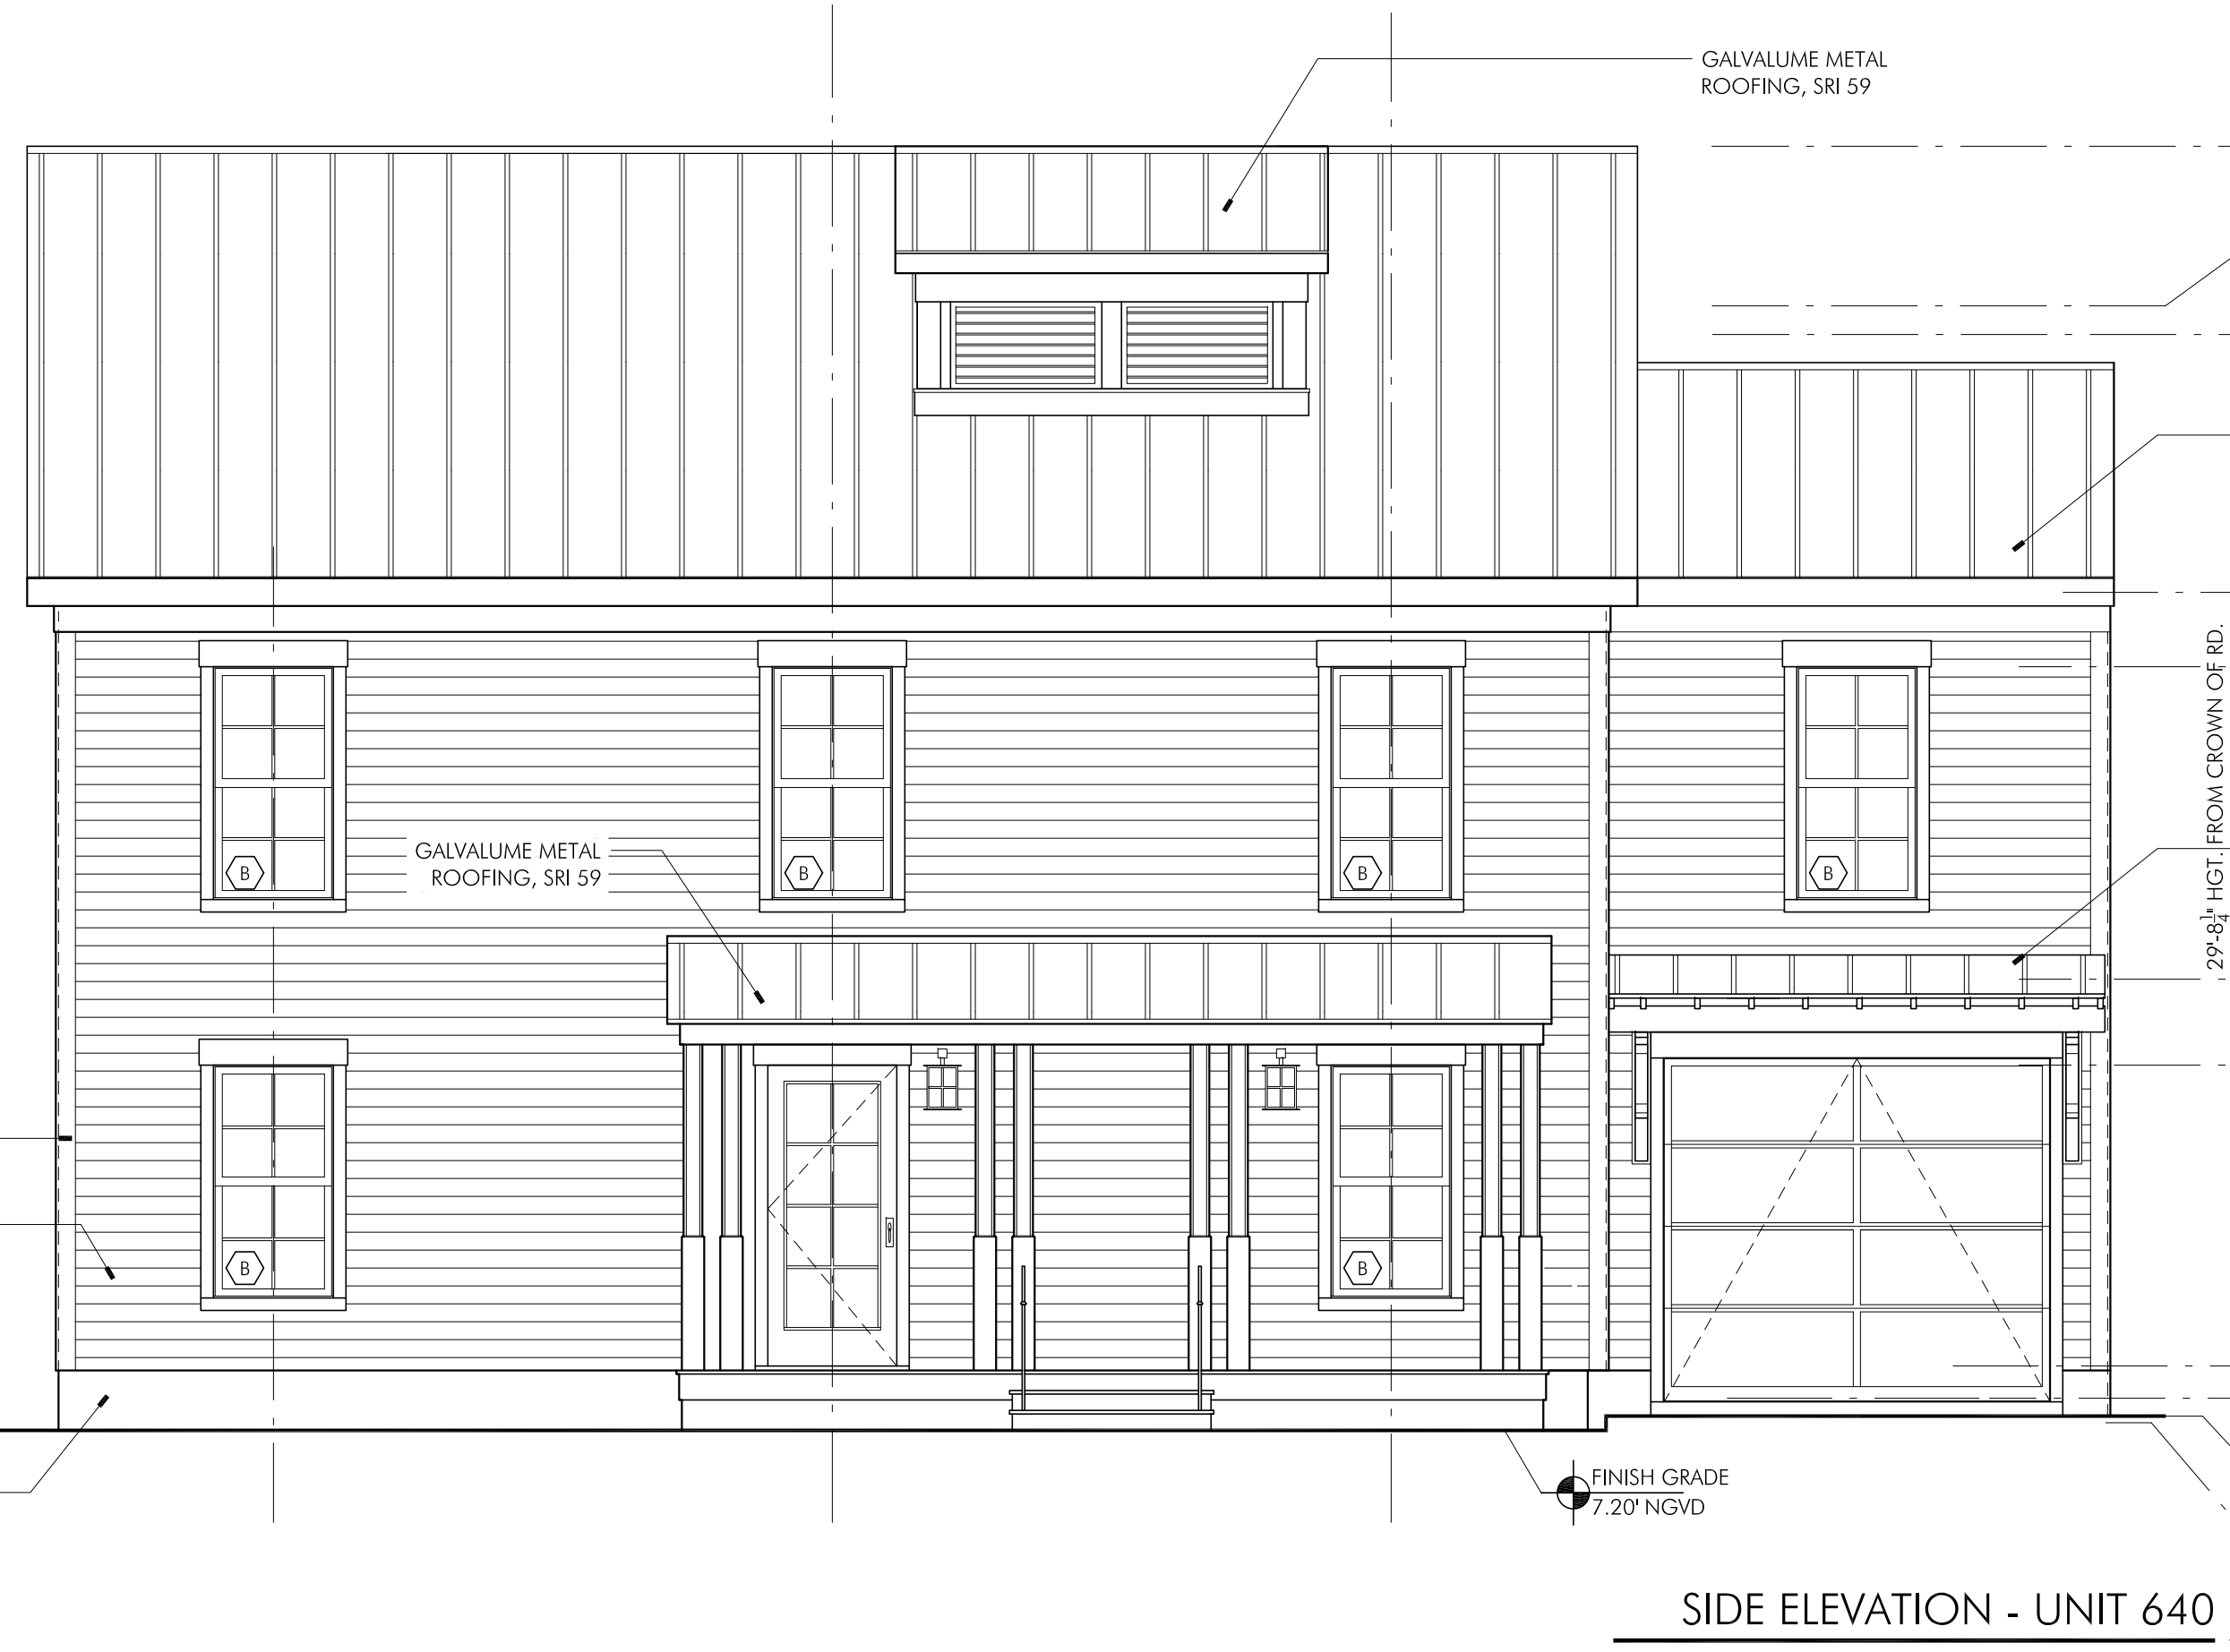 GALVALUME METAL
ROOFING, SRI 59
29'-8¼" HGT. FROM CROWN OF RD.
B
B
B
B
GALVALUME METAL
ROOFING, SRI 59
B
B
FINISH GRADE
7.20' NGVD
SIDE ELEVATION - UNIT 640